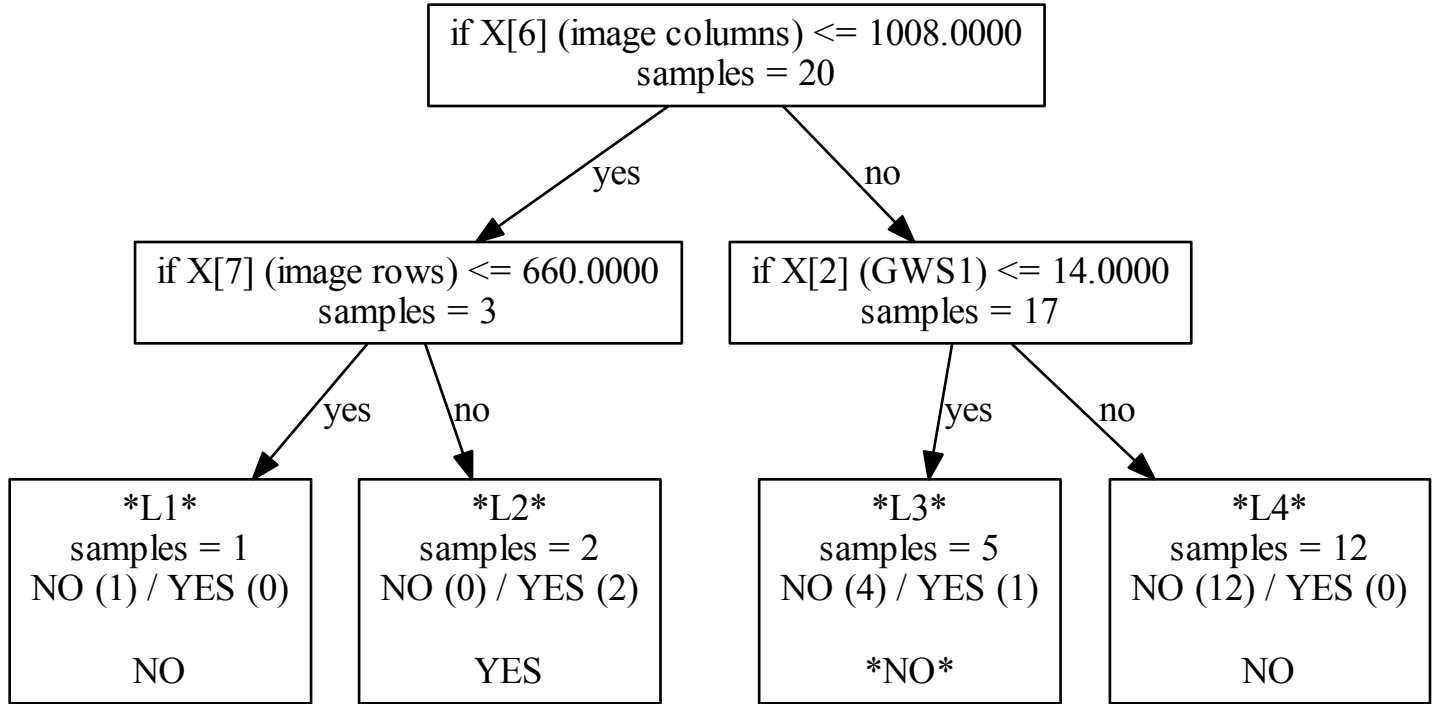 if X[6] (image columns) <= 1008.0000
samples = 20
yes
no
if X[7] (image rows) <= 660.0000
samples = 3
if X[2] (GWS1) <= 14.0000
samples = 17
yes
no
yes
no
*L1*
samples = 1
NO (1) / YES (0)
NO
*L2*
samples = 2
NO (0) / YES (2)
YES
*L3*
samples = 5
NO (4) / YES (1)
*NO*
*L4*
samples = 12
NO (12) / YES (0)
NO